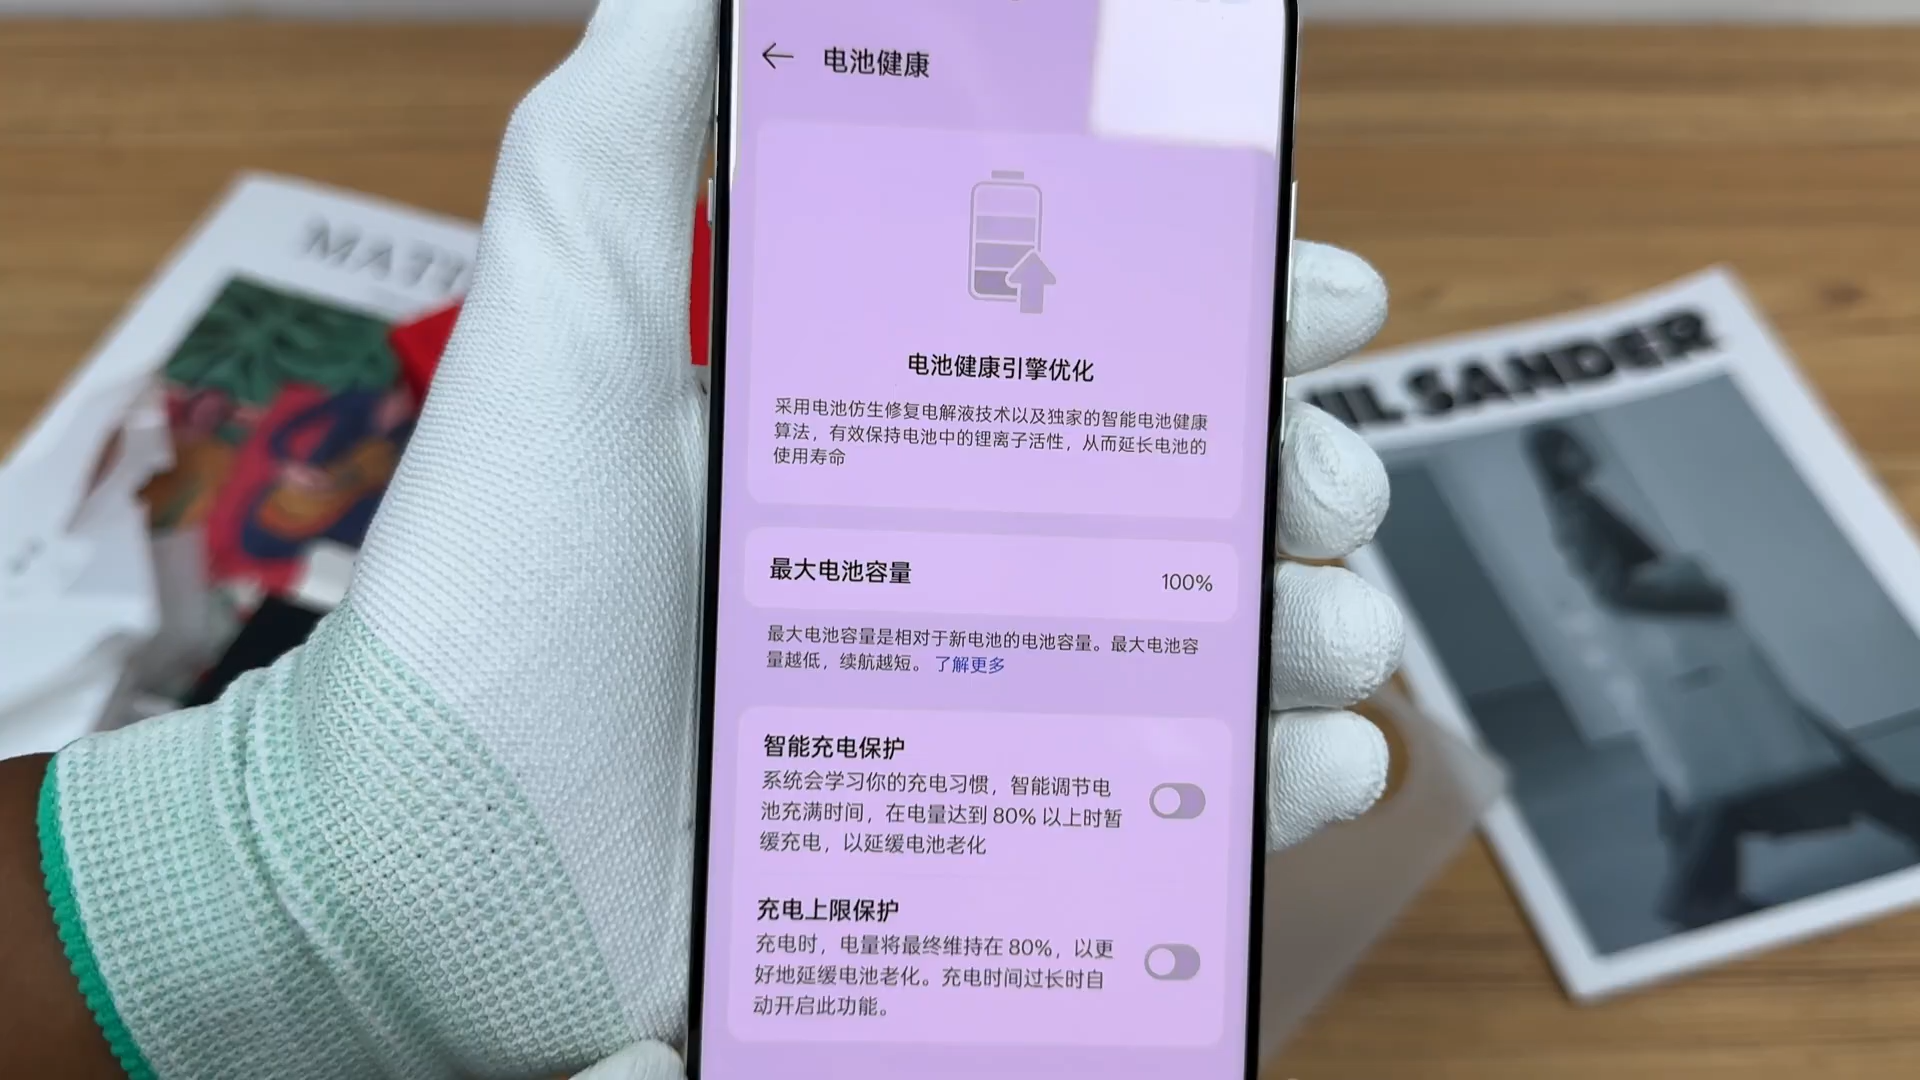 电池健康
电池健康引擎优化
采用电池仿生修复电解液技术以及独家的智能电池健康
算法，有效保持电池中的锂离子活性，从而延长电池的
使用寿命
最大电池容量
100%
最大电池容量是相对于新电池的电池容量。最大电池容
量越低，续航越短。了解更多
智能充电保护
系统会学习你的充电习惯，智能调节电
池充满时间，在电量达到 80% 以上时暂
缓充电，以延缓电池老化
充电上限保护
充电时，电量将最终维持在 80%，以更
好地延缓电池老化。充电时间过长时自
动开启此功能。
MATT
IL SANDER